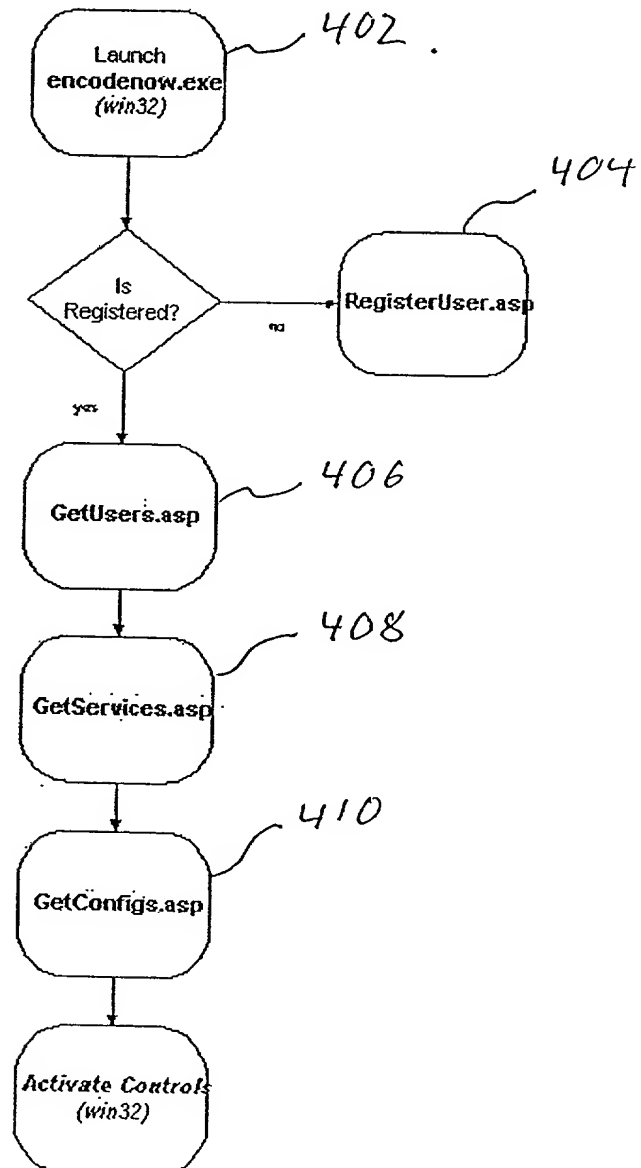 402
Launch
encodenow.exe
(win32)
404
Is
Registered?
RegisterUser.asp
no
yes
406
GetUsers.asp
408
GetServices.asp
410
GetConfigs.asp
Activate Controls
(win32)